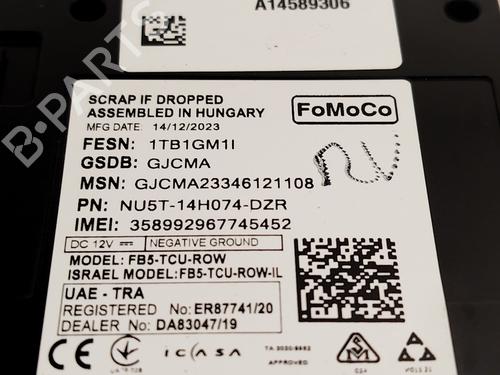 A14589306
SCRAP IF DROPPED
ASSEMBLED IN HUNGARY
MFG DATE: 14/12/2023
FoMoCo
FESN: 1TB1GM1I
GSDB: GJCMA
MSN: GJCMA23346121108
PN: NU5T-14H074-DZR
IMEI: 358992967745452
DC 12V NEGATIVE GROUND
MODEL: FB5-TCU-ROW
ISRAEL MODEL: FB5-TCU-ROW-IL
UAE - TRA
REGISTERED No: ER87741/20
DEALER No: DA83047/19
CE ICASA
APPROVED
B-PARTS